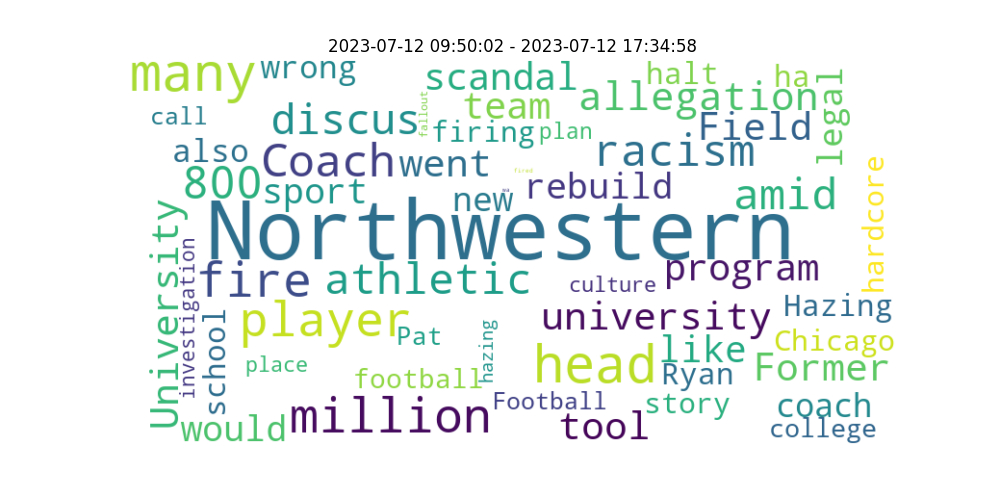 2023-07-12 09:50:02 - 2023-07-12 17:34:58
many
wrong
scandal
halt
ha
call
discus
fallout
team
allegation
legal
firing
plan
Field
also
Coach
went
racism
800
sport
new
fired
rebuild
amid
hardcore
Northwestern
University
investigation
fire
athletic
culture
program
school
player
Pat
hazing
university
Hazing
like
Chicago
place
football
head
Ryan
Former
would
million
Football
tool
story
coach
college